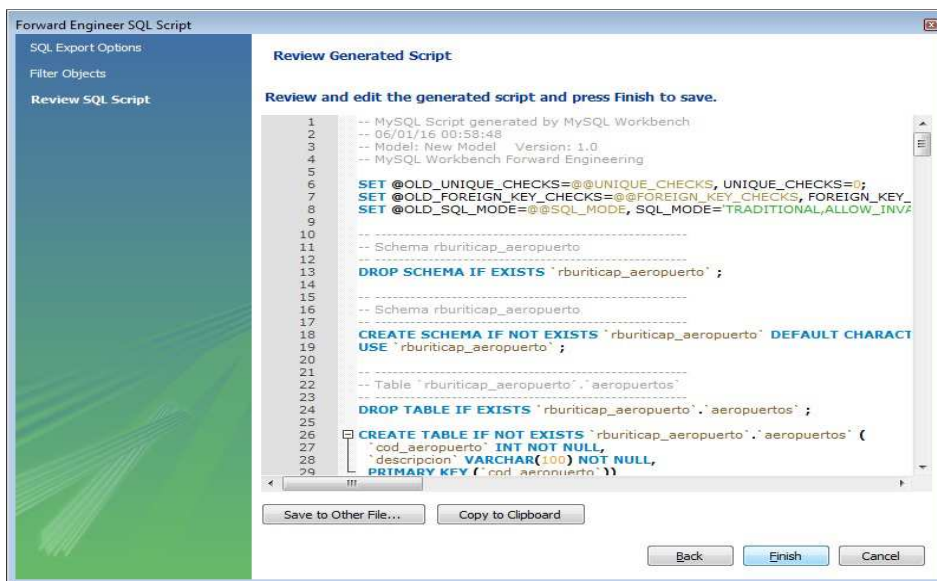 Forward Engineer SQL Script
SQL Export Options
Filter Objects
Review SQL Script
Review Generated Script
Review and edit the generated script and press Finish to save.
1 -- MySQL Script generated by MySQL Workbench
2 -- 06/01/16 00:58:48
3 -- Model: New Model    Version: 1.0
4 -- MySQL Workbench Forward Engineering
5
6 SET @OLD_UNIQUE_CHECKS=@@UNIQUE_CHECKS, UNIQUE_CHECKS=0;
7 SET @OLD_FOREIGN_KEY_CHECKS=@@FOREIGN_KEY_CHECKS, FOREIGN_KEY_
8 SET @OLD_SQL_MODE=@@SQL_MODE, SQL_MODE='TRADITIONAL,ALLOW_INVA
9
10 -- -----------------------------------------------------
11 -- Schema rburiticap_aeropuerto
12 -- -----------------------------------------------------
13 DROP SCHEMA IF EXISTS `rburiticap_aeropuerto` ;
14
15 -- -----------------------------------------------------
16 -- Schema rburiticap_aeropuerto
17 -- -----------------------------------------------------
18 CREATE SCHEMA IF NOT EXISTS `rburiticap_aeropuerto` DEFAULT CHARACT
19 USE `rburiticap_aeropuerto` ;
20
21 -- -----------------------------------------------------
22 -- Table `rburiticap_aeropuerto`.`aeropuertos`
23 -- -----------------------------------------------------
24 DROP TABLE IF EXISTS `rburiticap_aeropuerto`.`aeropuertos` ;
25
26 CREATE TABLE IF NOT EXISTS `rburiticap_aeropuerto`.`aeropuertos` (
27 `cod_aeropuerto` INT NOT NULL,
28 `descripcion` VARCHAR(100) NOT NULL,
29 PRIMARY KEY (`cod_aeropuerto`))
Save to Other File... Copy to Clipboard
Back Finish Cancel